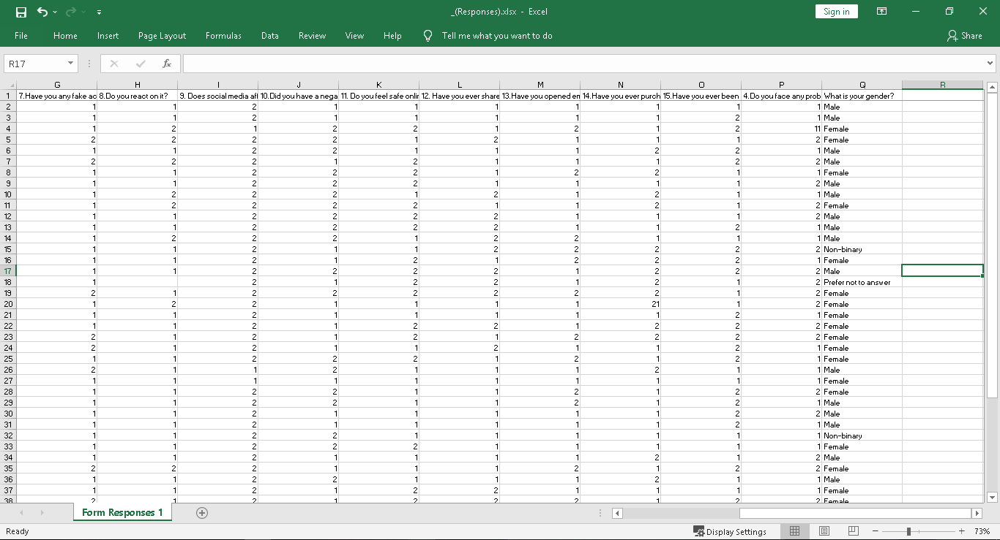 _(Responses).xlsx - Excel
Sign in
File Home Insert Page Layout Formulas Data Review View Help Tell me what you want to do Share
R17 fx
G H I J K L M N O P Q R
1 7.Have you any fake ac 8.Do you react on it? 9. Does social media aff 10.Did you have a nega 11. Do you feel safe onlin 12. Have you ever share 13.Have you opened em 14.Have you ever purch 15.Have you ever been 4.Do you face any prob What is your gender?
2 1 1 2 1 1 1 1 1 1 1 Male
3 1 1 2 1 1 1 1 1 2 1 Male
4 1 2 1 2 2 1 2 1 2 11 Female
5 2 2 2 2 1 2 1 1 1 2 Female
6 1 1 2 2 1 1 1 2 2 1 Male
7 2 2 2 1 2 1 1 1 2 2 Male
8 1 1 2 2 2 1 2 2 1 1 Female
9 1 1 2 2 2 1 1 1 1 2 Male
10 1 2 2 2 1 2 1 2 1 1 Male
11 1 2 2 2 2 1 1 2 1 2 Female
12 1 1 2 2 2 2 1 1 1 2 Male
13 1 1 2 2 2 2 1 1 2 1 Male
14 1 2 2 2 1 2 2 1 1 1 Male
15 1 1 2 1 1 2 2 2 2 2 Non-binary
16 1 1 2 1 2 1 2 2 2 1 Female
17 1 1 2 2 1 2 1 2 2 2 Male
18 1 2 1 2 2 1 2 1 2 Prefer not to answer
19 2 1 2 2 2 2 2 2 1 2 Female
20 1 2 2 1 1 1 1 21 1 2 Female
21 1 1 2 1 1 1 1 1 2 1 Female
22 1 1 2 1 2 2 1 2 2 2 Female
23 2 1 2 1 2 1 2 2 2 2 Female
24 2 1 2 1 1 2 1 1 2 1 Female
25 1 1 2 2 2 1 2 1 2 1 Female
26 2 1 1 2 1 1 1 2 1 1 Male
27 1 1 1 1 1 1 1 1 1 1 Female
28 1 1 2 2 1 1 2 1 2 2 Female
29 1 1 2 2 1 1 2 1 1 1 Male
30 1 1 2 1 1 1 1 1 2 2 Male
31 1 1 2 1 1 1 1 1 2 1 Male
32 1 1 2 2 1 1 1 1 1 1 Non-binary
33 1 1 2 2 2 1 1 1 1 1 Female
34 1 1 2 1 1 1 1 2 1 2 Male
35 2 2 2 1 1 1 2 1 2 2 Female
36 1 1 2 2 1 1 1 2 1 1 Male
37 1 1 2 1 2 2 1 1 1 1 Female
38 2 1 2 1 2 2 2 1 2 2 Female
Form Responses 1
Ready Display Settings 73%